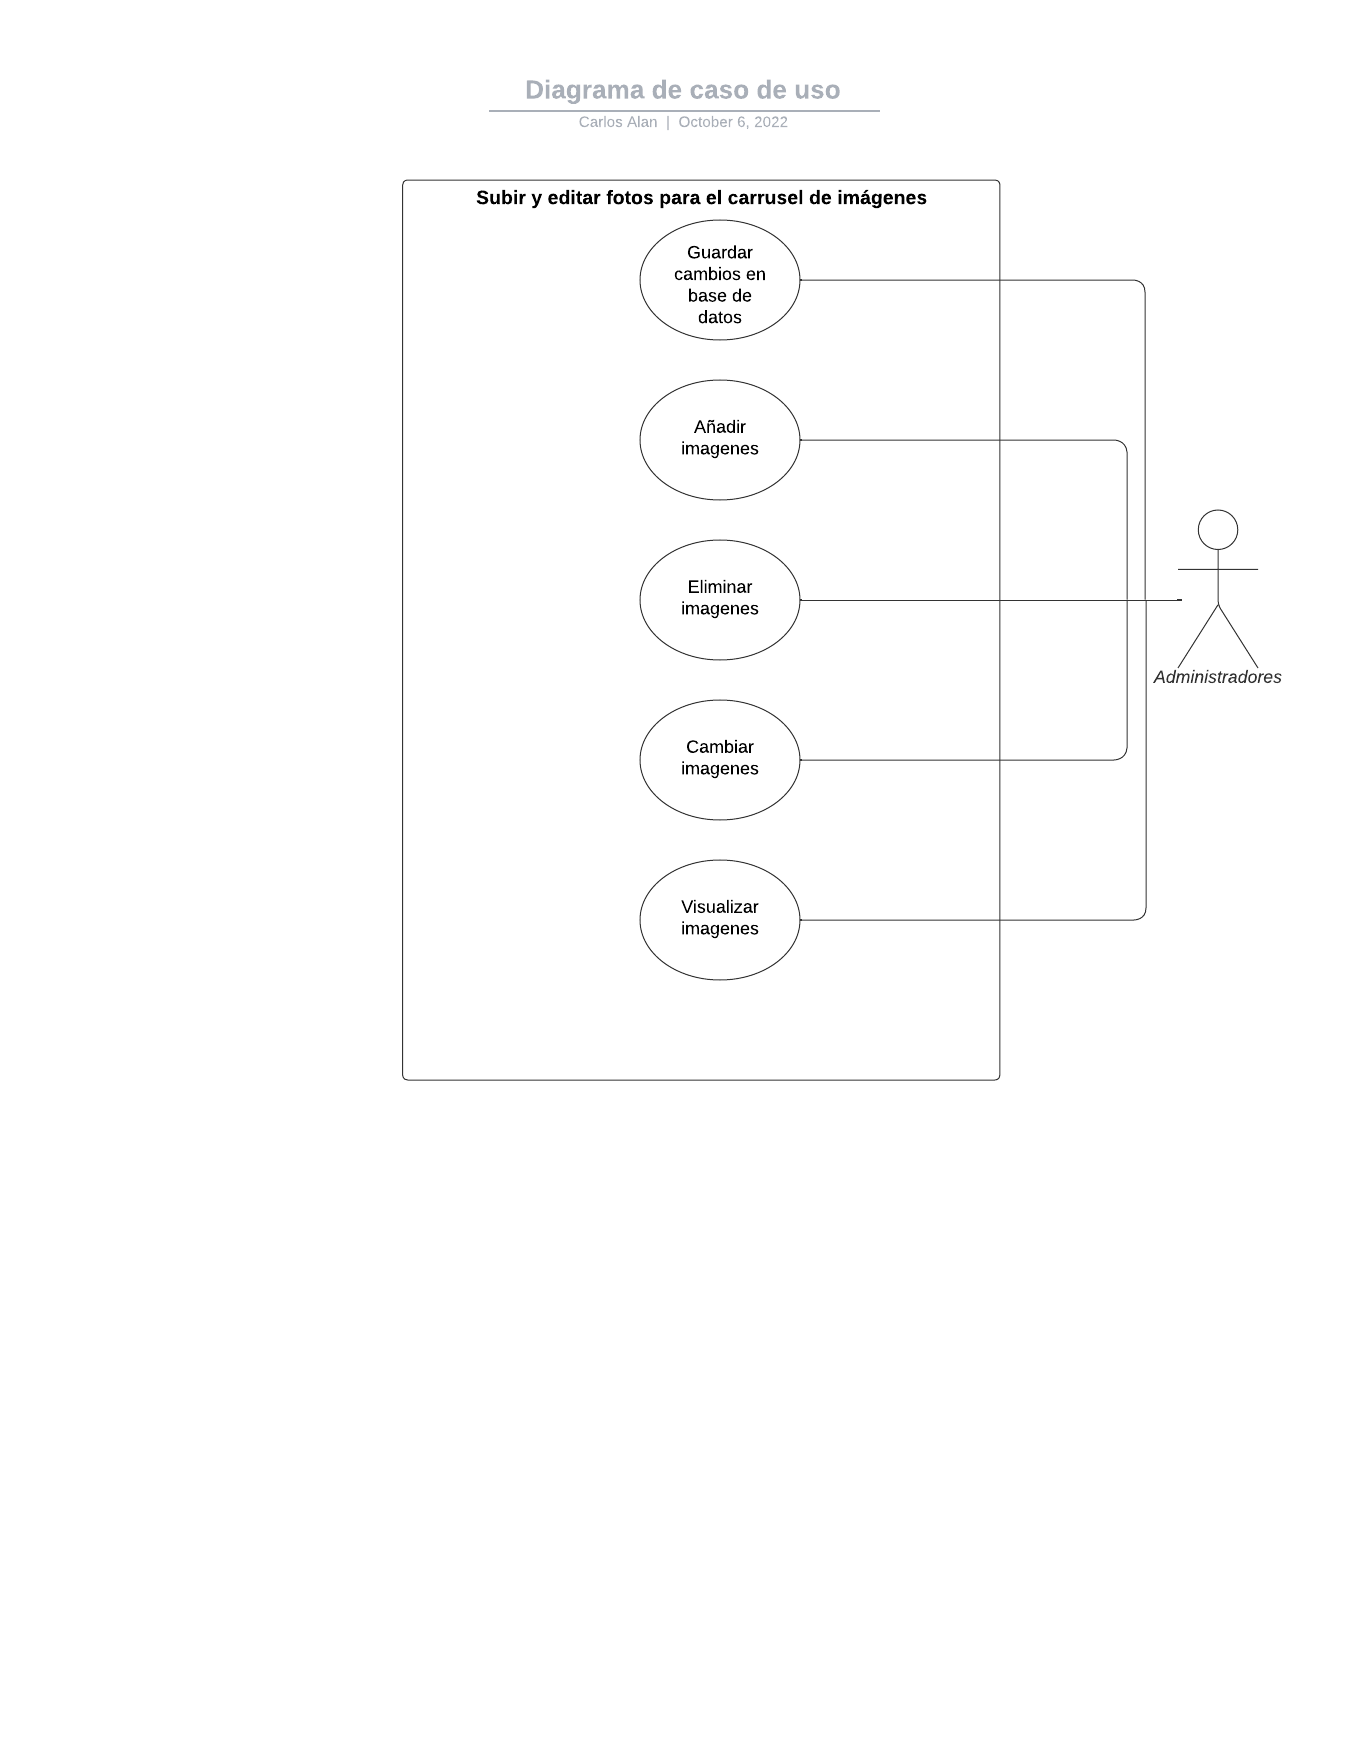 Diagrama de caso de uso
Carlos Alan | October 6, 2022
Subir y editar fotos para el carrusel de imágenes
Guardar
cambios en
base de
datos
Añadir
imagenes
Eliminar
imagenes
Administradores
Cambiar
imagenes
Visualizar
imagenes